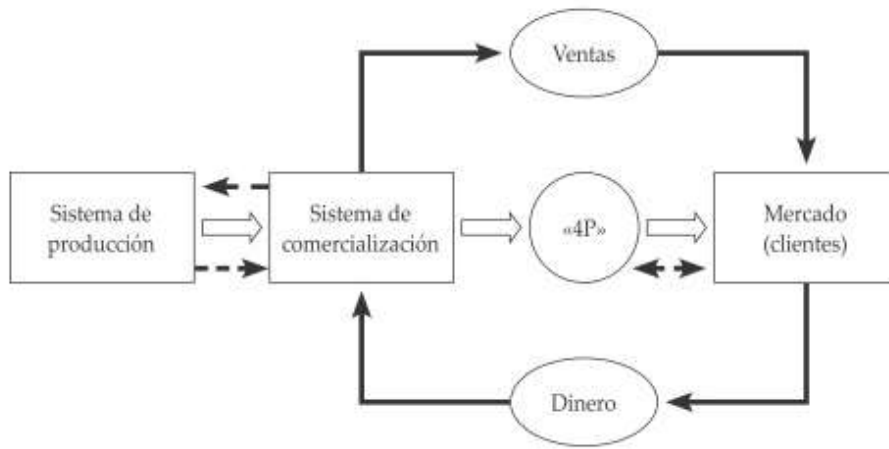 Ventas
Sistema de
producción
Sistema de
comercialización
«4P»
Mercado
(clientes)
Dinero